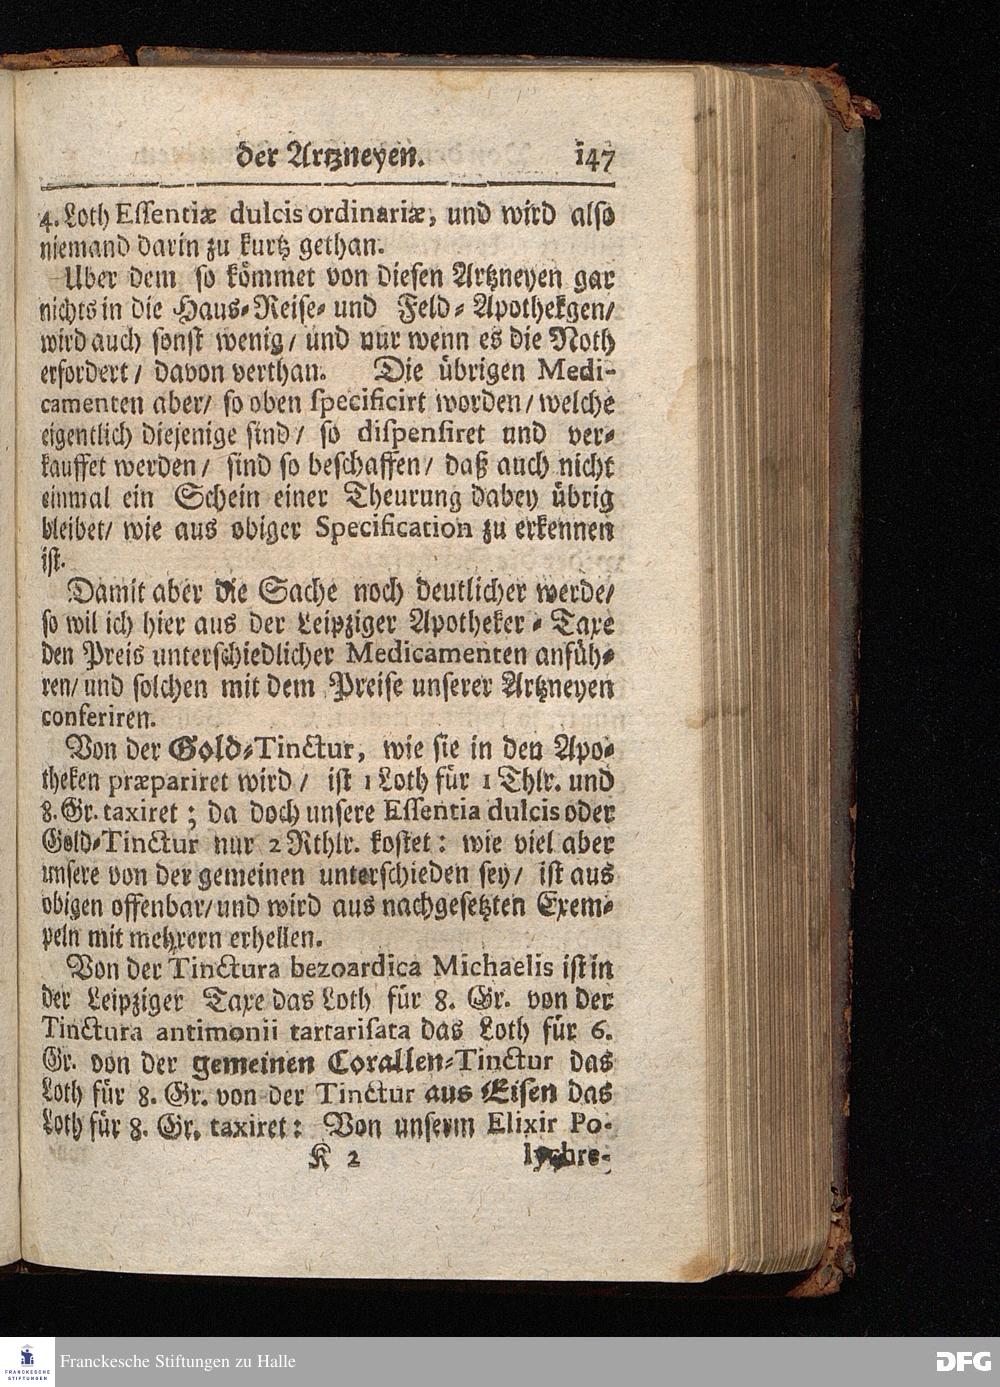 der Artzneyen. 147
4. Loth Essentiæ dulcis ordinariæ, und wird also
niemand darin zu kurtz gethan.
Uber dem so kömmet von diesen Artzneyen gar
nichts in die Haus-Reise- und Feld-Apothekgen/
wird auch sonst wenig/ und nur wenn es die Noth
erfordert/ davon verthan. Die übrigen Medi-
camenten aber/ so oben specificirt worden/ welche
eigentlich diejenige sind/ so dispensiret und ver-
kauffet werden/ sind so beschaffen/ daß auch nicht
einmal ein Schein einer Theurung dabey übrig
bleibet/ wie aus obiger Specification zu erkennen
ist.
Damit aber die Sache noch deutlicher werde/
so wil ich hier aus der Leipziger Apotheker-Taxe
den Preis unterschiedlicher Medicamenten anfüh-
ren/ und solchen mit dem Preise unserer Artzneyen
conferiren.
Von der Gold-Tinctur, wie sie in den Apo-
theken præpariret wird/ ist 1 Loth für 1 Thlr. und
8. Gr. taxiret; da doch unsere Essentia dulcis oder
Gold-Tinctur nur 2 Rthlr. kostet: wie viel aber
unsere von der gemeinen unterschieden sey/ ist aus
obigen offenbar/ und wird aus nachgesetzten Exem-
peln mit mehrern erhellen.
Von der Tinctura bezoardica Michaelis ist in
der Leipziger Taxe das Loth für 8. Gr. von der
Tinctura antimonii tartarisata das Loth für 6.
Gr. von der gemeinen Corallen-Tinctur das
Loth für 8. Gr. von der Tinctur aus Eisen das
Loth für 8. Gr. taxiret: Von unserm Elixir Po-
K 2 lychre-
Franckesche Stiftungen zu Halle
FRANCKESCHE
STIFTUNGEN
DFG